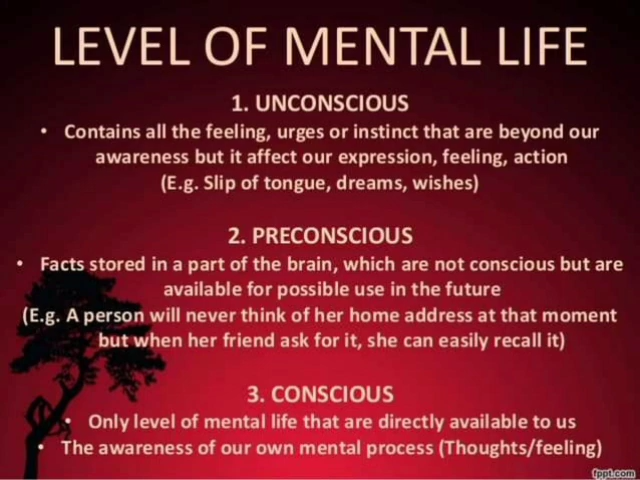 LEVEL OF MENTAL LIFE
1. UNCONSCIOUS
• Contains all the feeling, urges or instinct that are beyond our
awareness but it affect our expression, feeling, action
(E.g. Slip of tongue, dreams, wishes)
2. PRECONSCIOUS
• Facts stored in a part of the brain, which are not conscious but are
available for possible use in the future
(E.g. A person will never think of her home address at that moment
but when her friend ask for it, she can easily recall it)
3. CONSCIOUS
• Only level of mental life that are directly available to us
• The awareness of our own mental process (Thoughts/feeling)
fppt.com